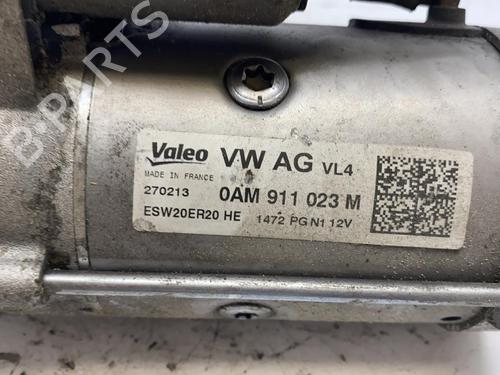 B-PARTS
Valeo VW AG VL4
MADE IN FRANCE
270213 0AM 911 023 M
ESW20ER20 HE 1472 PG N1 12V